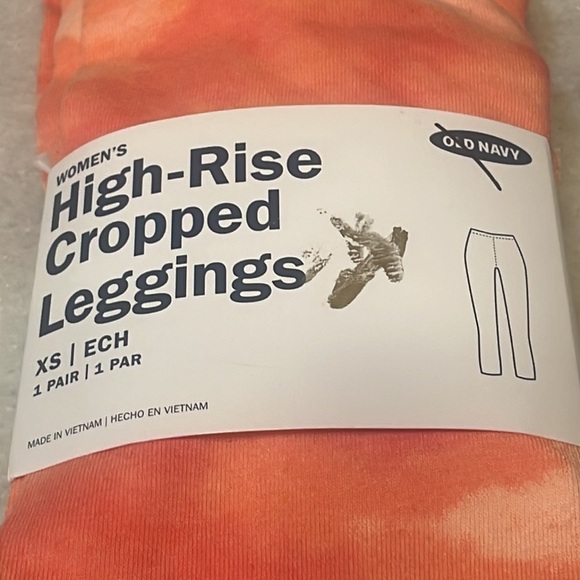 WOMEN'S
High-Rise
Cropped
Leggings
XS | ECH
1 PAIR | 1 PAR
MADE IN VIETNAM | HECHO EN VIETNAM
OLD NAVY